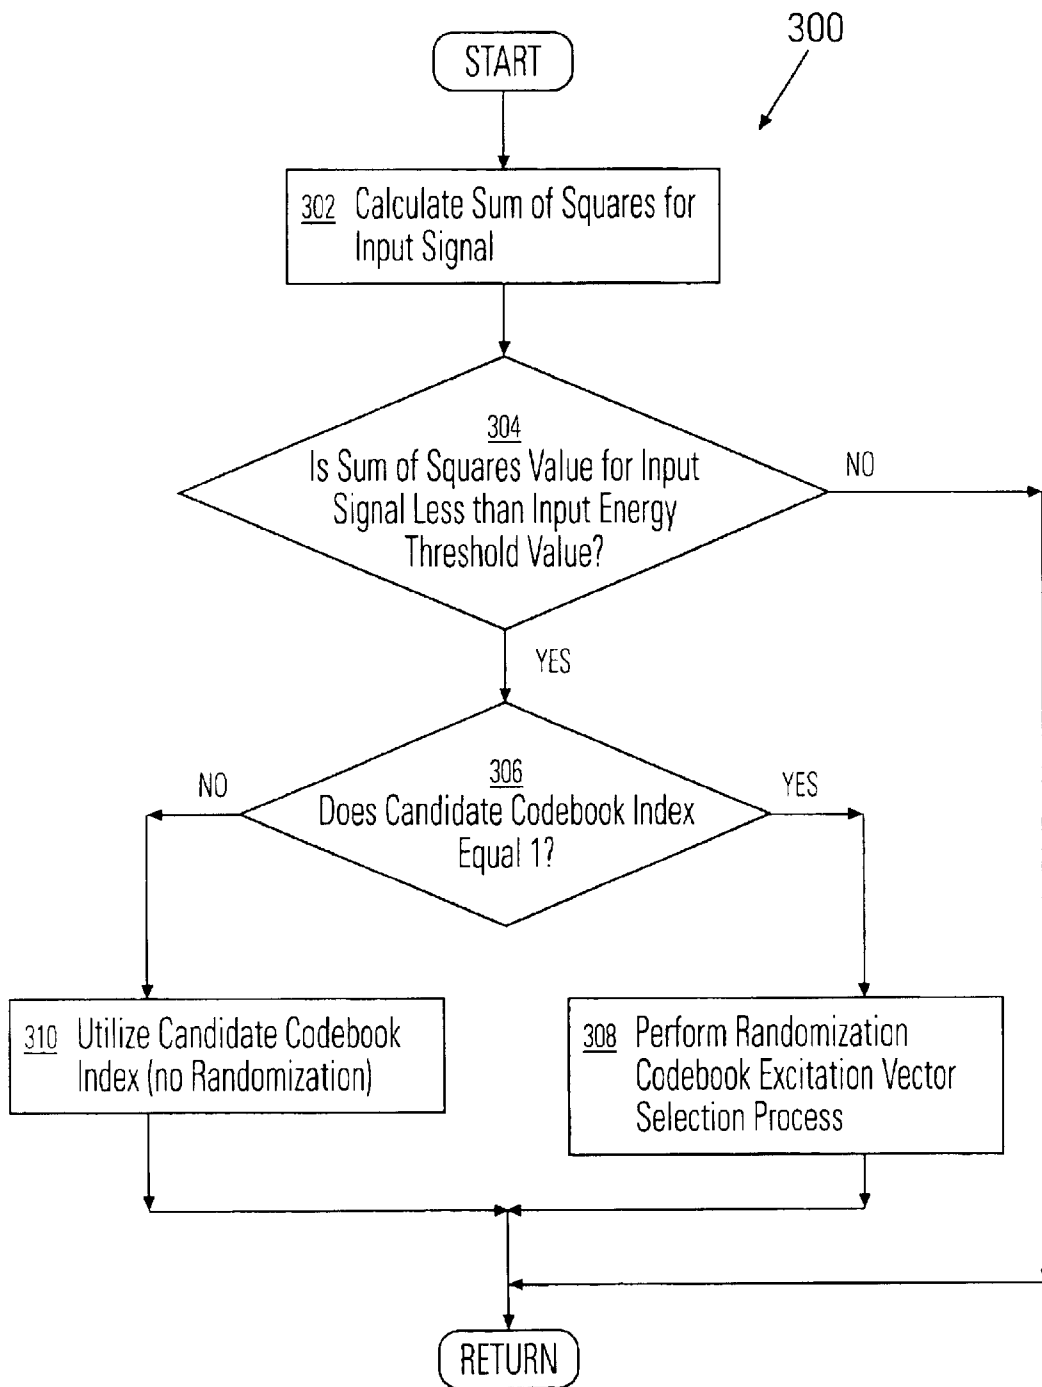 300
START
302 Calculate Sum of Squares for
Input Signal
304
Is Sum of Squares Value for Input
Signal Less than Input Energy
Threshold Value?
NO
YES
306
Does Candidate Codebook Index
Equal 1?
NO
YES
310 Utilize Candidate Codebook
Index (no Randomization)
308 Perform Randomization
Codebook Excitation Vector
Selection Process
RETURN